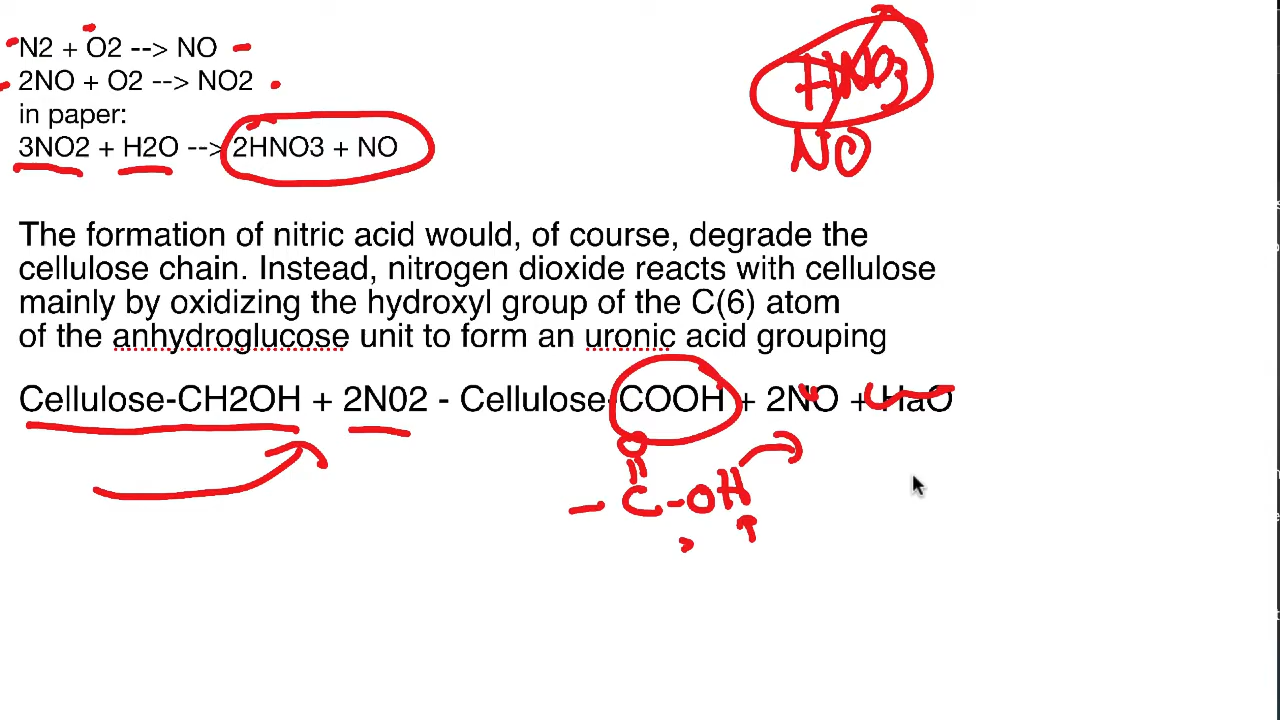 N2 + O2 --> NO
2NO + O2 --> NO2
in paper:
3NO2 + H2O --> 2HNO3 + NO
HNO3
NO
The formation of nitric acid would, of course, degrade the
cellulose chain. Instead, nitrogen dioxide reacts with cellulose
mainly by oxidizing the hydroxyl group of the C(6) atom
of the anhydroglucose unit to form an uronic acid grouping
Cellulose-CH2OH + 2N02 - Cellulose-COOH + 2NO + HaO
O
- C - OH